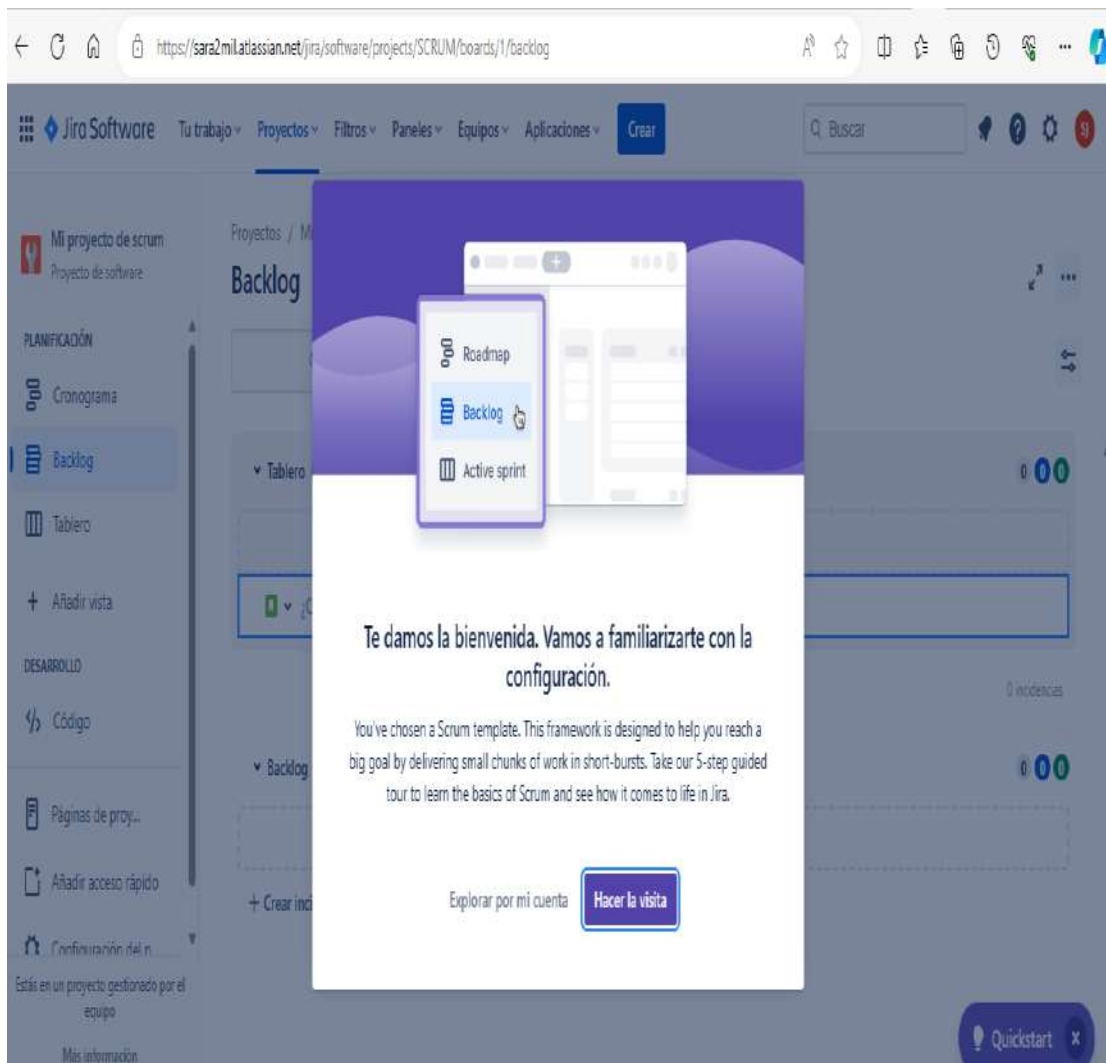 https://sara2mil.atlassian.net/jira/software/projects/SCRUM/boards/1/backlog
Jira Software Tu trabajo Proyectos Filtros Paneles Equipos Aplicaciones Crear Buscar SJ
Mi proyecto de scrum
Proyecto de software
PLANIFICACIÓN
Cronograma
Backlog
Tablero
+ Añadir vista
DESARROLLO
Código
Páginas de proy...
Añadir acceso rápido
Configuración del p
Estás en un proyecto gestionado por el
equipo
Más información
Proyectos / Mi
Backlog
Tablero
0 0 0
0 incidencias
Backlog
0 0 0
+ Crear inci
Roadmap
Backlog
Active sprint
Te damos la bienvenida. Vamos a familiarizarte con la
configuración.
You've chosen a Scrum template. This framework is designed to help you reach a
big goal by delivering small chunks of work in short-bursts. Take our 5-step guided
tour to learn the basics of Scrum and see how it comes to life in Jira.
Explorar por mi cuenta Hacer la visita
Quickstart